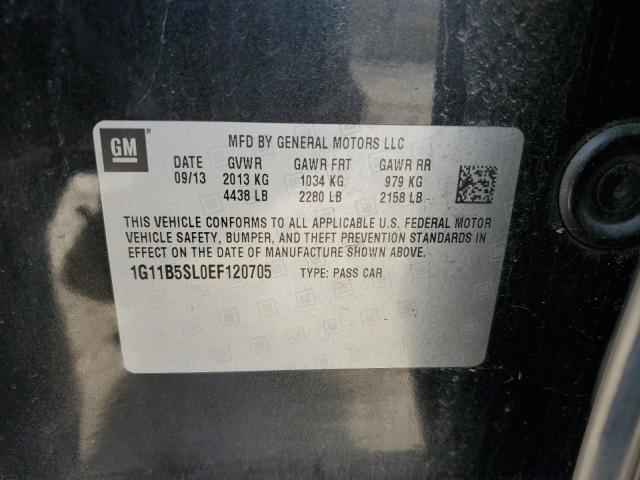 GM ®
MFD BY GENERAL MOTORS LLC
DATE GVWR GAWR FRT GAWR RR
09/13 2013 KG 1034 KG 979 KG
4438 LB 2280 LB 2158 LB
THIS VEHICLE CONFORMS TO ALL APPLICABLE U.S. FEDERAL MOTOR
VEHICLE SAFETY, BUMPER, AND THEFT PREVENTION STANDARDS IN
EFFECT ON THE DATE OF MANUFACTURE SHOWN ABOVE.
1G11B5SL0EF120705 TYPE: PASS CAR